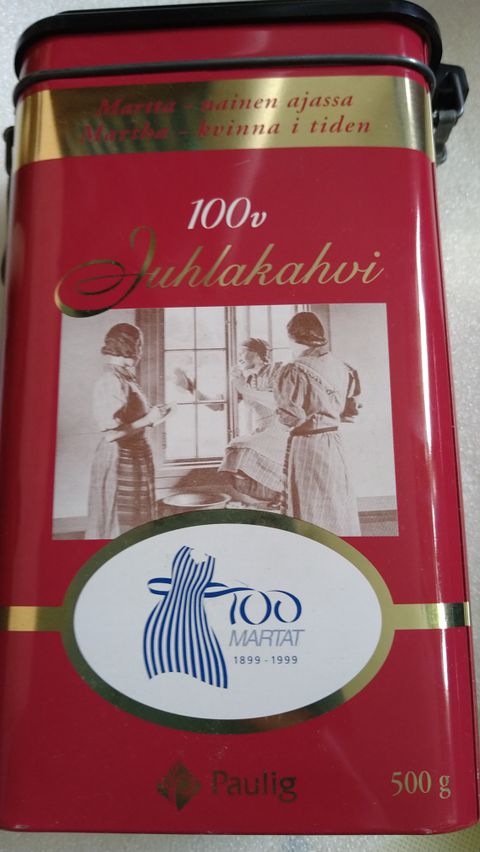 Martta - nainen ajassa
Martha - kvinna i tiden
100v
Juhlakahvi
100
MARTAT
1899 - 1999
Paulig
500 g